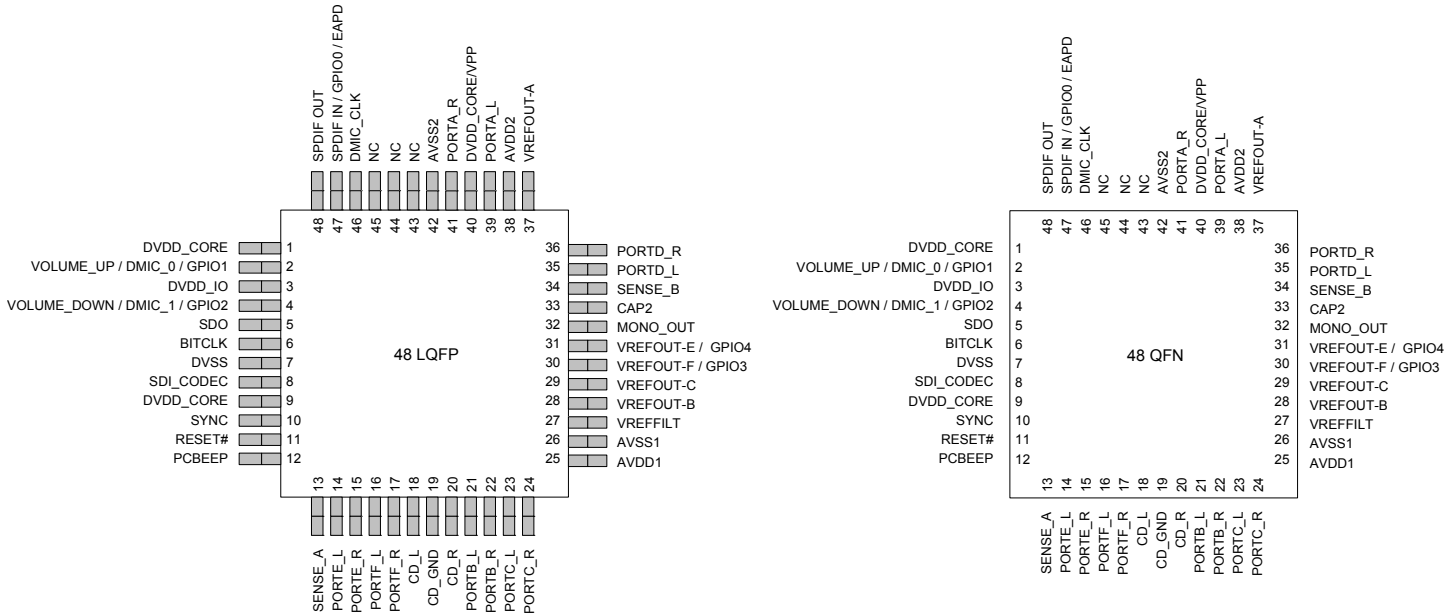 SPDIF OUT
SPDIF IN / GPIO0 / EAPD
DMIC_CLK
NC
NC
NC
AVSS2
PORTA_R
DVDD_CORE/VPP
PORTA_L
AVDD2
VREFOUT-A
48
47
46
45
44
43
42
41
40
39
38
37
DVDD_CORE 1
VOLUME_UP / DMIC_0 / GPIO1 2
DVDD_IO 3
VOLUME_DOWN / DMIC_1 / GPIO2 4
SDO 5
BITCLK 6
DVSS 7
SDI_CODEC 8
DVDD_CORE 9
SYNC 10
RESET# 11
PCBEEP 12
48 LQFP
36 PORTD_R
35 PORTD_L
34 SENSE_B
33 CAP2
32 MONO_OUT
31 VREFOUT-E / GPIO4
30 VREFOUT-F / GPIO3
29 VREFOUT-C
28 VREFOUT-B
27 VREFFILT
26 AVSS1
25 AVDD1
13
14
15
16
17
18
19
20
21
22
23
24
SENSE_A
PORTE_L
PORTE_R
PORTF_L
PORTF_R
CD_L
CD_GND
CD_R
PORTB_L
PORTB_R
PORTC_L
PORTC_R
SPDIF OUT
SPDIF IN / GPIO0 / EAPD
DMIC_CLK
NC
NC
NC
AVSS2
PORTA_R
DVDD_CORE/VPP
PORTA_L
AVDD2
VREFOUT-A
48
47
46
45
44
43
42
41
40
39
38
37
DVDD_CORE 1
VOLUME_UP / DMIC_0 / GPIO1 2
DVDD_IO 3
VOLUME_DOWN / DMIC_1 / GPIO2 4
SDO 5
BITCLK 6
DVSS 7
SDI_CODEC 8
DVDD_CORE 9
SYNC 10
RESET# 11
PCBEEP 12
48 QFN
36 PORTD_R
35 PORTD_L
34 SENSE_B
33 CAP2
32 MONO_OUT
31 VREFOUT-E / GPIO4
30 VREFOUT-F / GPIO3
29 VREFOUT-C
28 VREFOUT-B
27 VREFFILT
26 AVSS1
25 AVDD1
13
14
15
16
17
18
19
20
21
22
23
24
SENSE_A
PORTE_L
PORTE_R
PORTF_L
PORTF_R
CD_L
CD_GND
CD_R
PORTB_L
PORTB_R
PORTC_L
PORTC_R